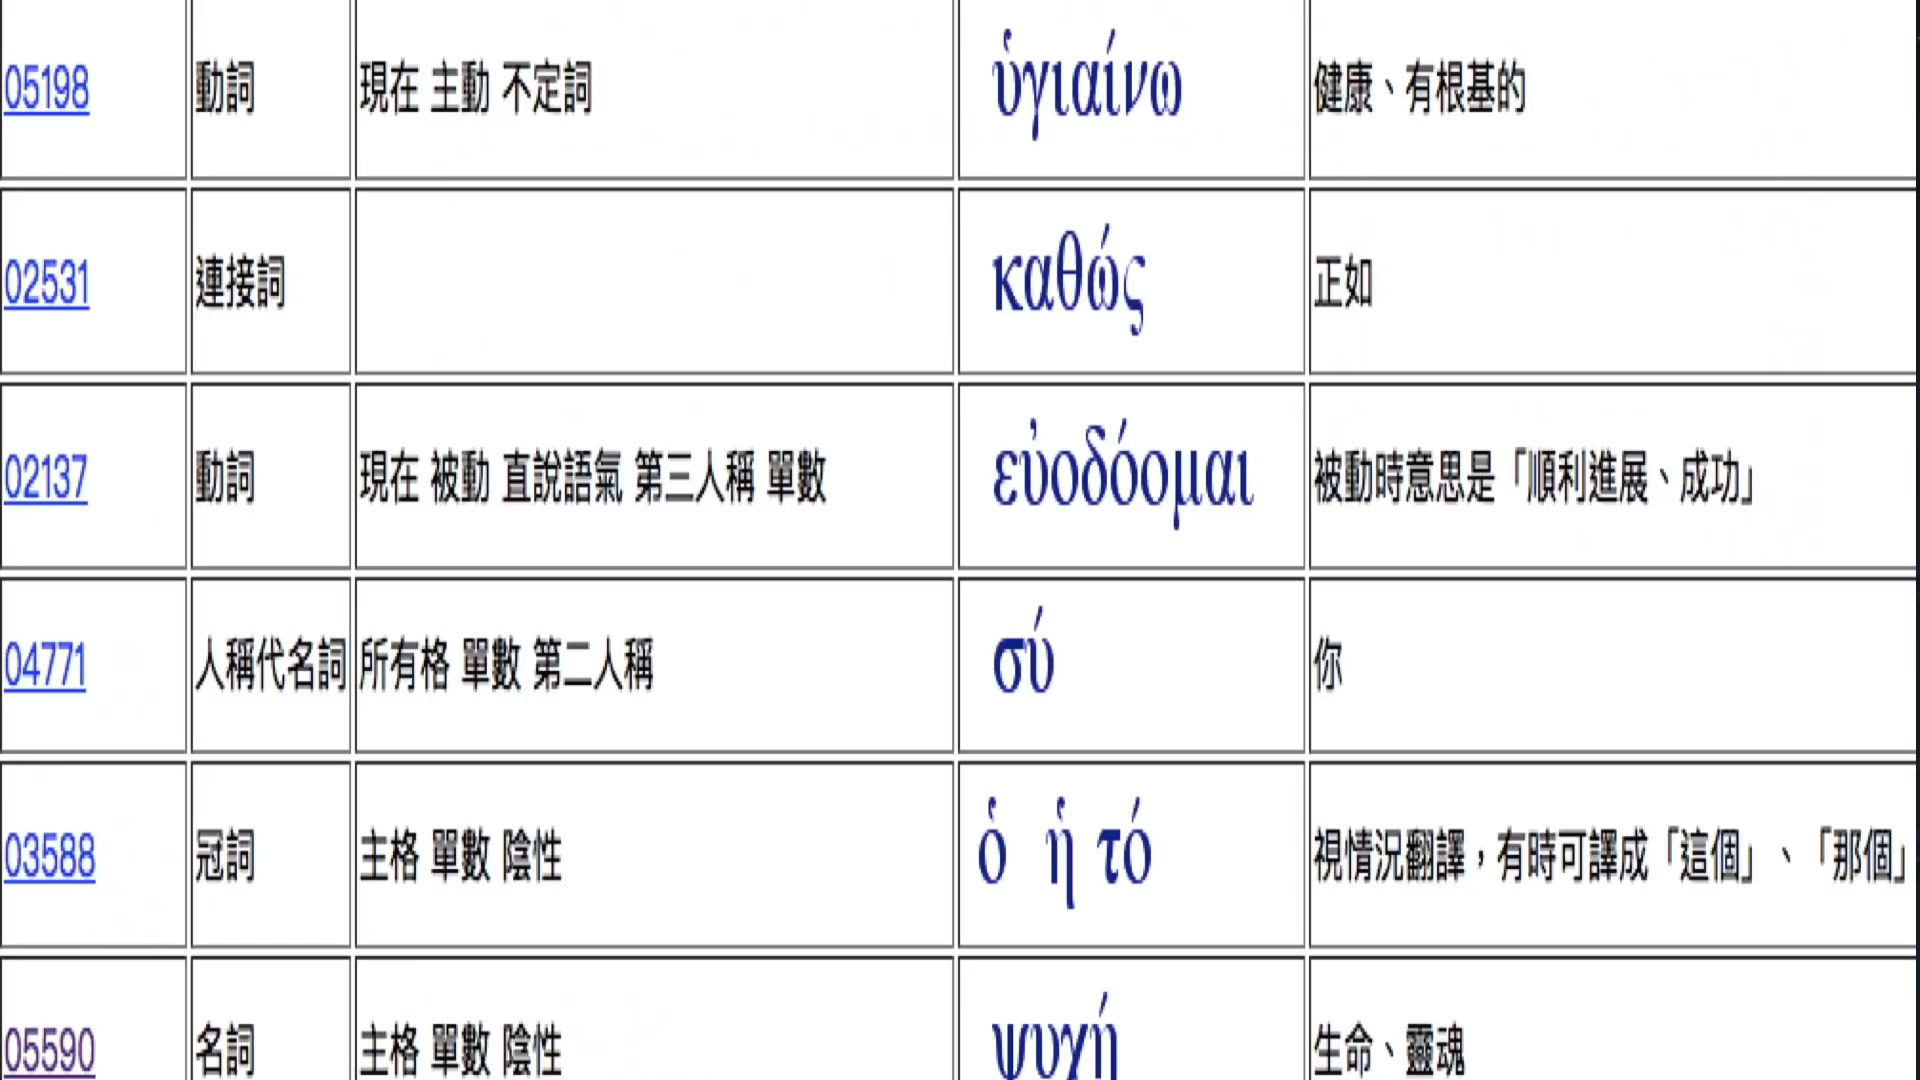 05198 動詞 現在 主動 不定詞 ὑγιαίνω 健康、有根基的
02531 連接詞 καθώς 正如
02137 動詞 現在 被動 直說語氣 第三人稱 單數 εὐοδόομαι 被動時意思是「順利進展、成功」
04771 人稱代名詞 所有格 單數 第二人稱 σύ 你
03588 冠詞 主格 單數 陰性 ὁ ἡ τό 視情況翻譯，有時可譯成「這個」、「那個」
05590 名詞 主格 單數 陰性 ψυχή 生命、靈魂